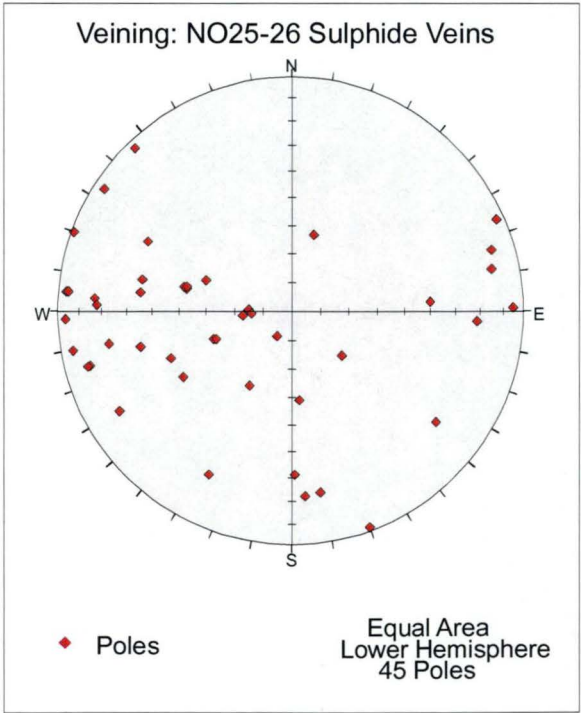 Veining: NO25-26 Sulphide Veins
N
W
E
S
Poles
Equal Area
Lower Hemisphere
45 Poles